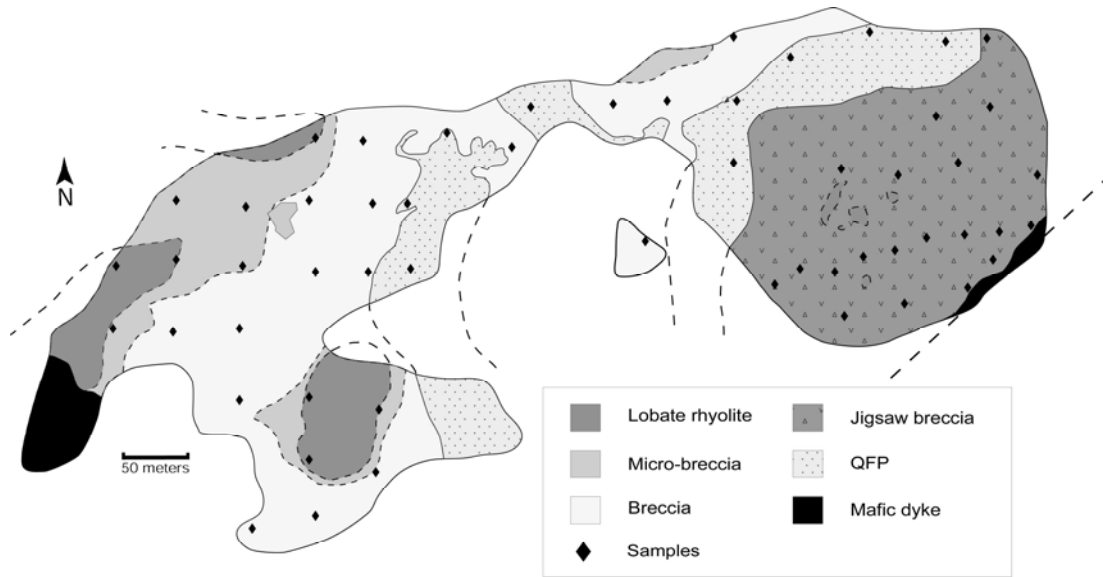 N
50 meters
Lobate rhyolite
Jigsaw breccia
Micro-breccia
QFP
Breccia
Mafic dyke
Samples